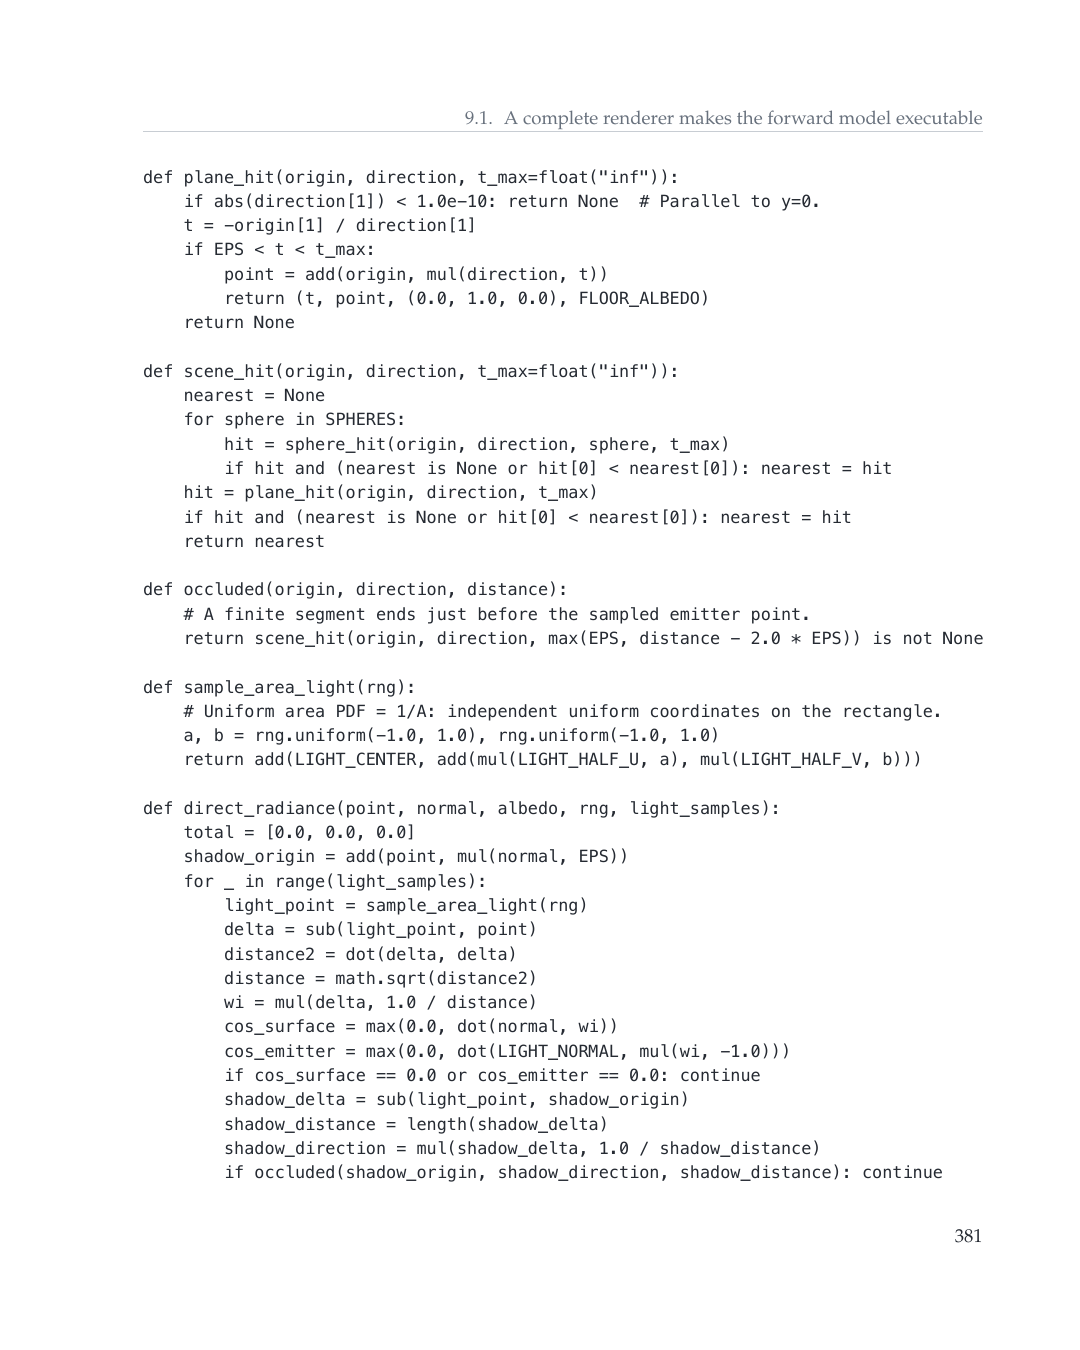 9.1. A complete renderer makes the forward model executable
def plane_hit(origin, direction, t_max=float("inf")):
    if abs(direction[1]) < 1.0e-10: return None  # Parallel to y=0.
    t = -origin[1] / direction[1]
    if EPS < t < t_max:
        point = add(origin, mul(direction, t))
        return (t, point, (0.0, 1.0, 0.0), FLOOR_ALBEDO)
    return None

def scene_hit(origin, direction, t_max=float("inf")):
    nearest = None
    for sphere in SPHERES:
        hit = sphere_hit(origin, direction, sphere, t_max)
        if hit and (nearest is None or hit[0] < nearest[0]): nearest = hit
    hit = plane_hit(origin, direction, t_max)
    if hit and (nearest is None or hit[0] < nearest[0]): nearest = hit
    return nearest

def occluded(origin, direction, distance):
    # A finite segment ends just before the sampled emitter point.
    return scene_hit(origin, direction, max(EPS, distance - 2.0 * EPS)) is not None

def sample_area_light(rng):
    # Uniform area PDF = 1/A: independent uniform coordinates on the rectangle.
    a, b = rng.uniform(-1.0, 1.0), rng.uniform(-1.0, 1.0)
    return add(LIGHT_CENTER, add(mul(LIGHT_HALF_U, a), mul(LIGHT_HALF_V, b)))

def direct_radiance(point, normal, albedo, rng, light_samples):
    total = [0.0, 0.0, 0.0]
    shadow_origin = add(point, mul(normal, EPS))
    for _ in range(light_samples):
        light_point = sample_area_light(rng)
        delta = sub(light_point, point)
        distance2 = dot(delta, delta)
        distance = math.sqrt(distance2)
        wi = mul(delta, 1.0 / distance)
        cos_surface = max(0.0, dot(normal, wi))
        cos_emitter = max(0.0, dot(LIGHT_NORMAL, mul(wi, -1.0)))
        if cos_surface == 0.0 or cos_emitter == 0.0: continue
        shadow_delta = sub(light_point, shadow_origin)
        shadow_distance = length(shadow_delta)
        shadow_direction = mul(shadow_delta, 1.0 / shadow_distance)
        if occluded(shadow_origin, shadow_direction, shadow_distance): continue
381